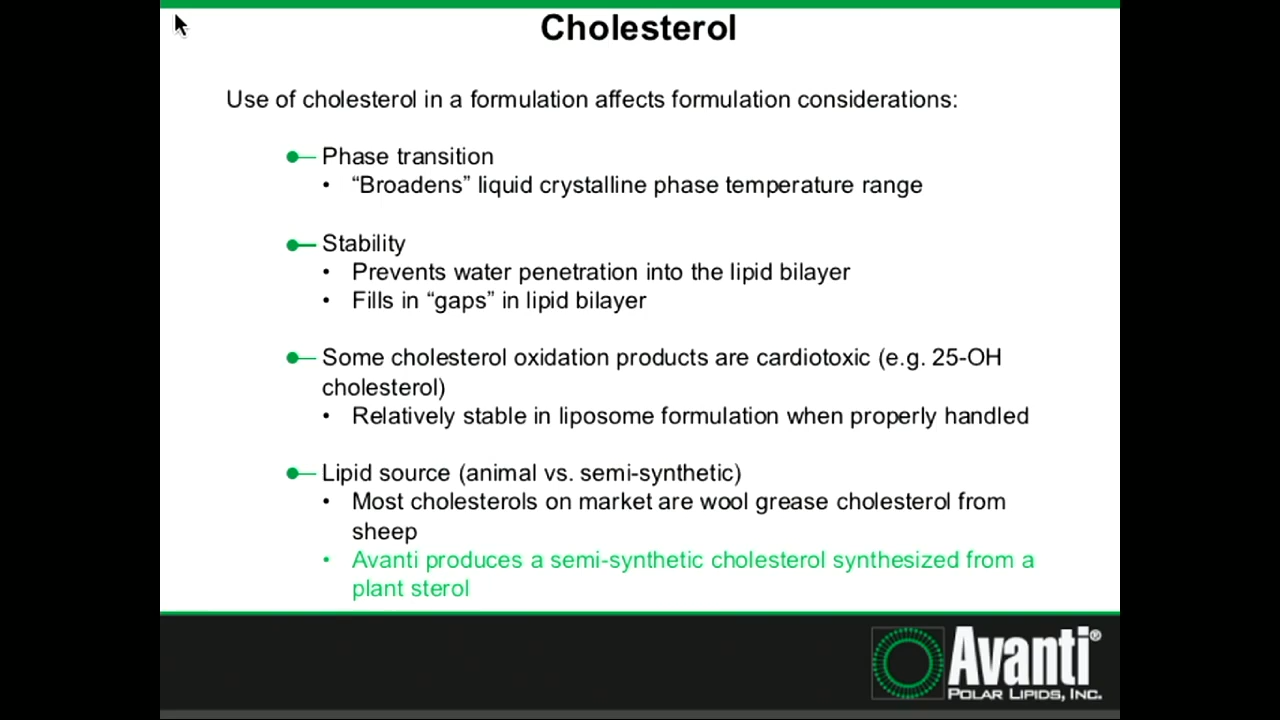 Cholesterol
Use of cholesterol in a formulation affects formulation considerations:
Phase transition
• “Broadens” liquid crystalline phase temperature range
Stability
• Prevents water penetration into the lipid bilayer
• Fills in “gaps” in lipid bilayer
Some cholesterol oxidation products are cardiotoxic (e.g. 25-OH
cholesterol)
• Relatively stable in liposome formulation when properly handled
Lipid source (animal vs. semi-synthetic)
• Most cholesterols on market are wool grease cholesterol from
sheep
• Avanti produces a semi-synthetic cholesterol synthesized from a
plant sterol
Avanti®
POLAR LIPIDS, INC.